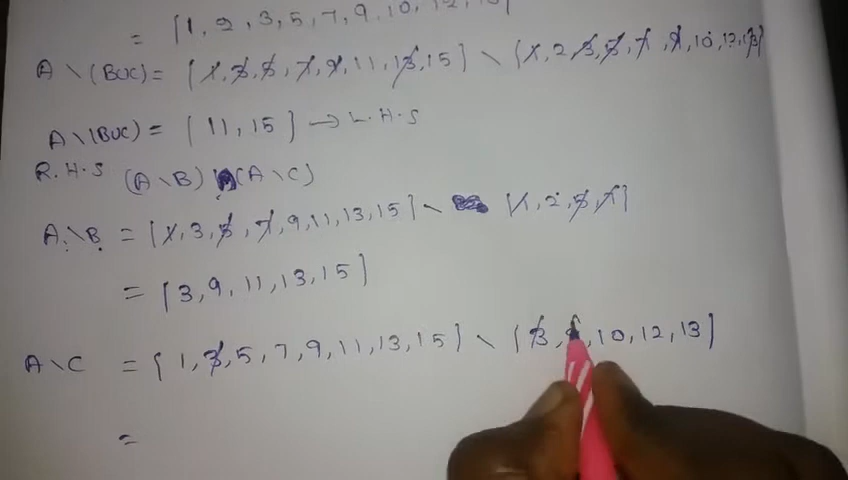 = {1, 2, 3, 5, 7, 9, 10, 12, 13}
A \ (BUC) = {1, 3, 5, 7, 9, 11, 13, 15} \ {1, 2, 3, 5, 7, 9, 10, 12, 13}
A \ (BUC) = {11, 15} → L.H.S
R.H.S (A \ B) ∩ (A \ C)
A \ B = {1, 3, 5, 7, 9, 11, 13, 15} \ {1, 2, 5, 7}
= {3, 9, 11, 13, 15}
A \ C = {1, 3, 5, 7, 9, 11, 13, 15} \ {3, 9, 10, 12, 13}
=